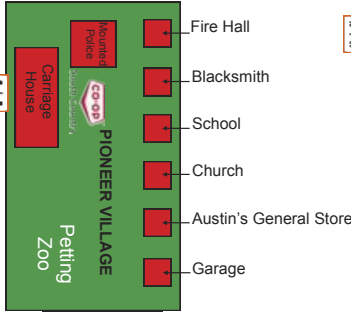 Fire Hall
Blacksmith
School
Church
Austin's General Store
Garage
Mounted
Police
Carriage
House
CO-OP
PIONEER VILLAGE
Petting
Zoo